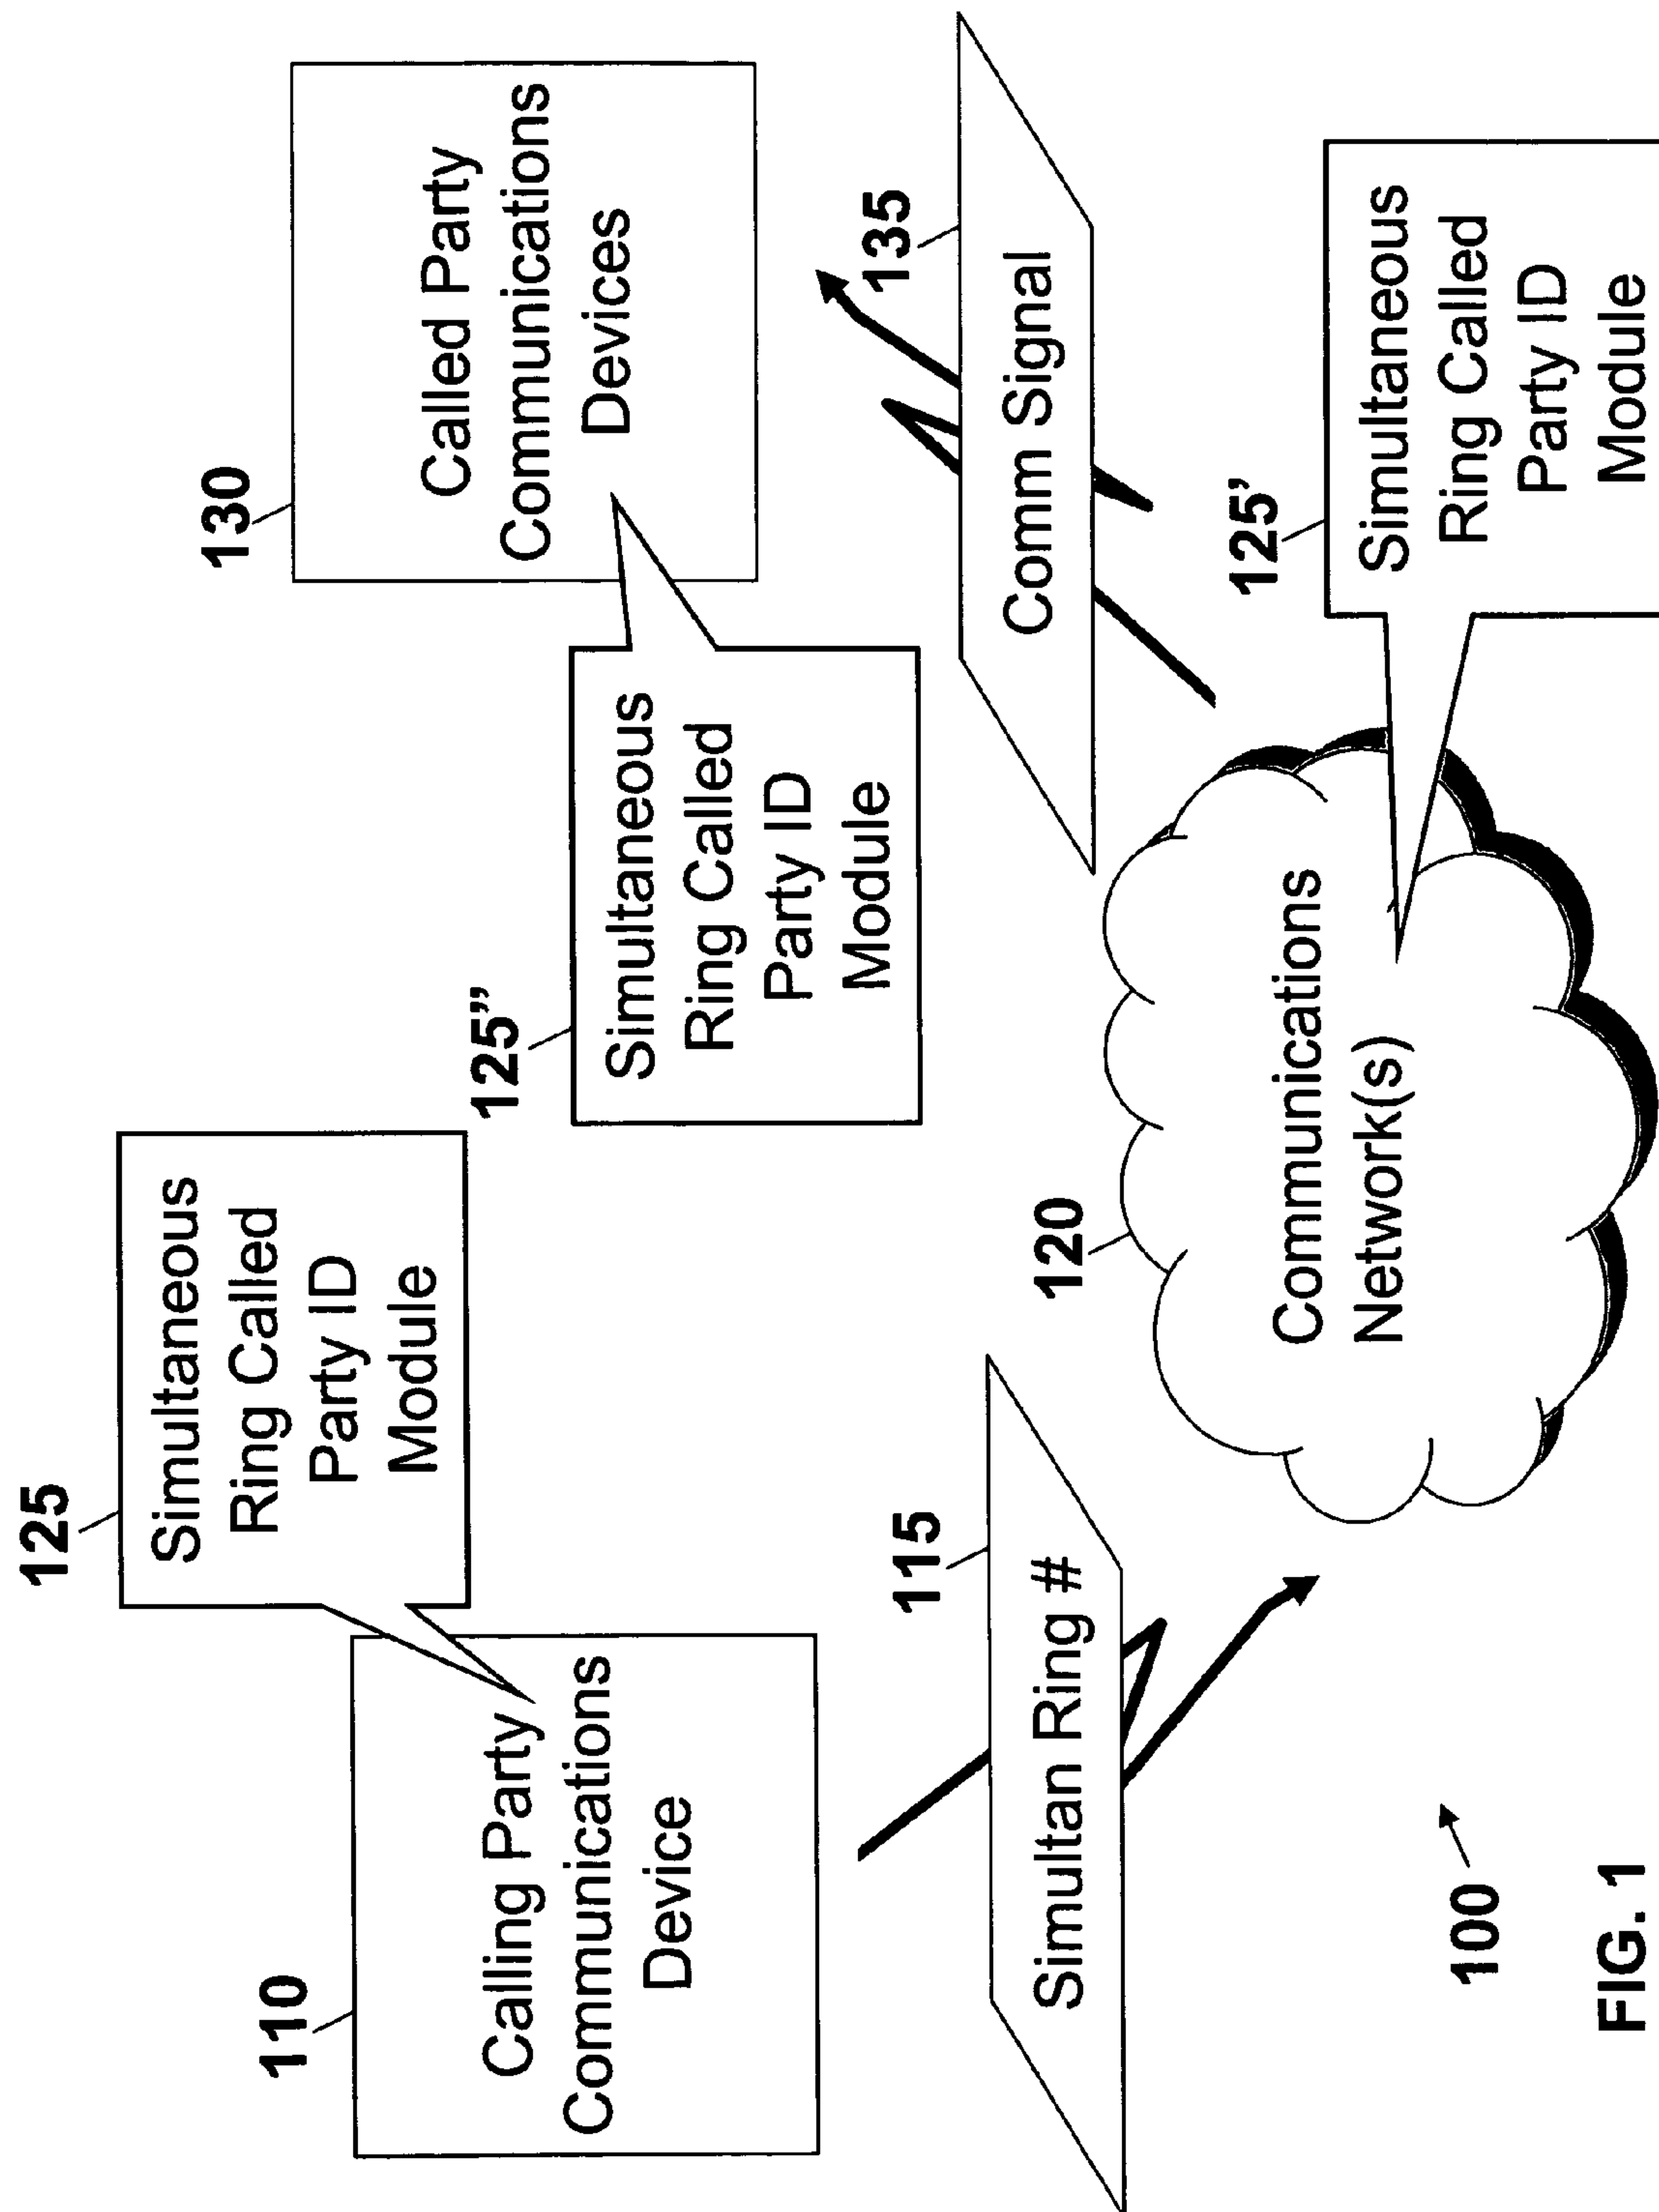 125
Simultaneous
Ring Called
Party ID
Module
110
Calling Party
Communications
Device
125"
Simultaneous
Ring Called
Party ID
Module
130
Called Party
Communications
Devices
115
Simultan Ring #
135
Comm Signal
120
Communications
Network(s)
125'
Simultaneous
Ring Called
Party ID
Module
100
FIG. 1